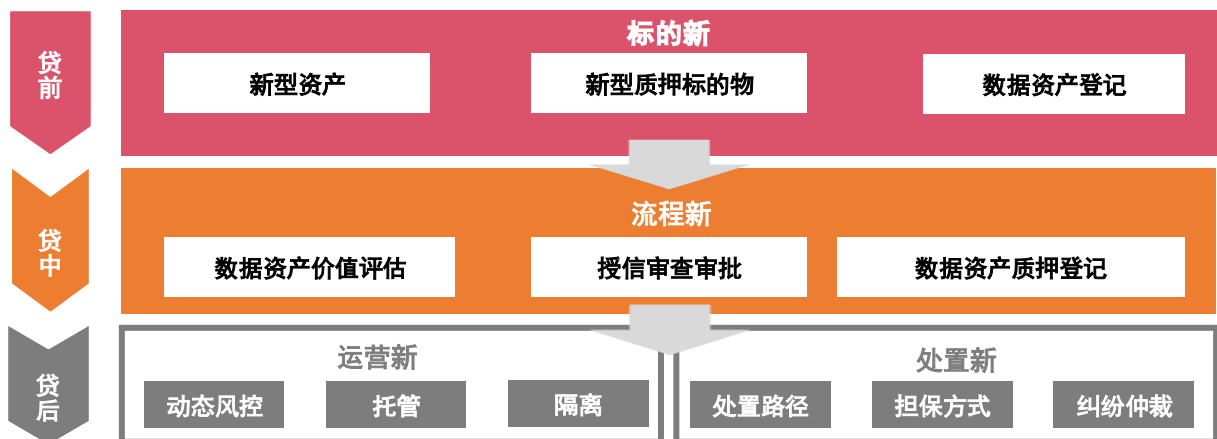 贷前
标的新
新型资产
新型质押标的物
数据资产登记
贷中
流程新
数据资产价值评估
授信审查审批
数据资产质押登记
贷后
运营新
动态风控
托管
隔离
处置新
处置路径
担保方式
纠纷仲裁